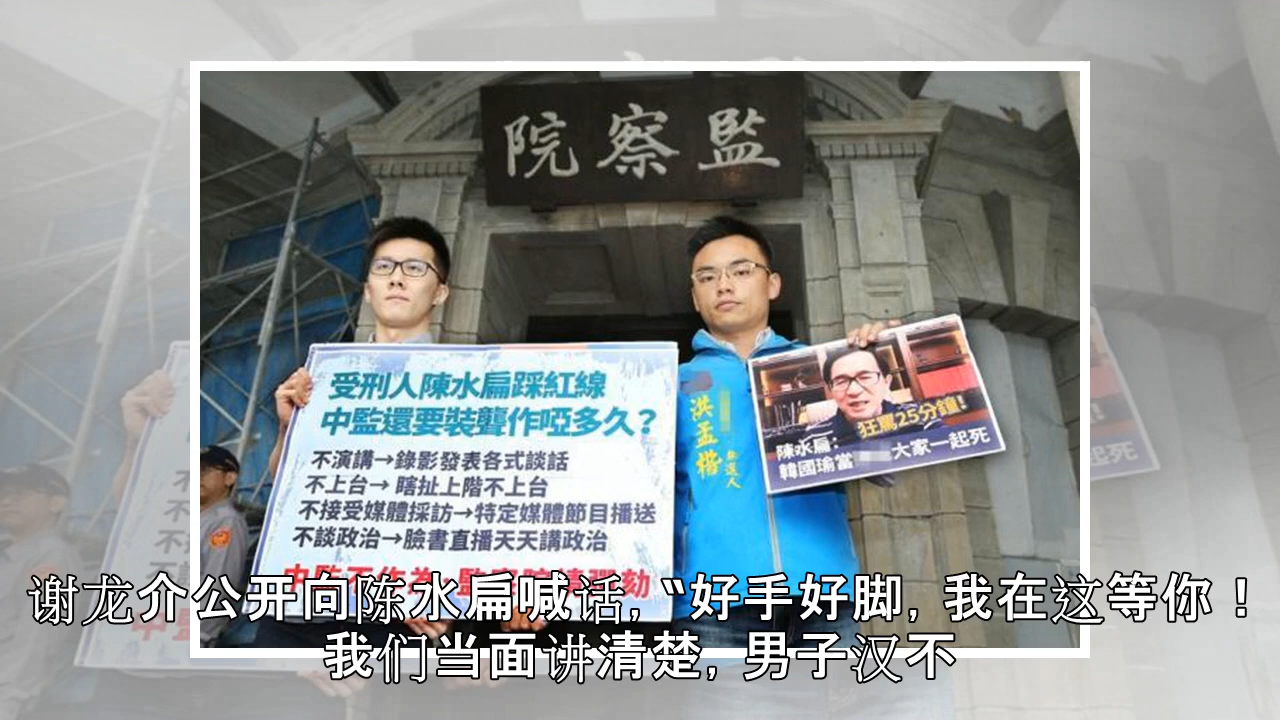 監察院
受刑人陳水扁踩紅線
中監還要裝聾作啞多久？
不演講→錄影發表各式談話
不上台→瞎扯上階不上台
不接受媒體採訪→特定媒體節目播送
不談政治→臉書直播天天講政治
洪孟楷
選人
狂罵25分鐘！
陳水扁：
韓國瑜當 大家一起死
谢龙介公开向陈水扁喊话，“好手好脚，我在这等你！
我们当面讲清楚，男子汉不